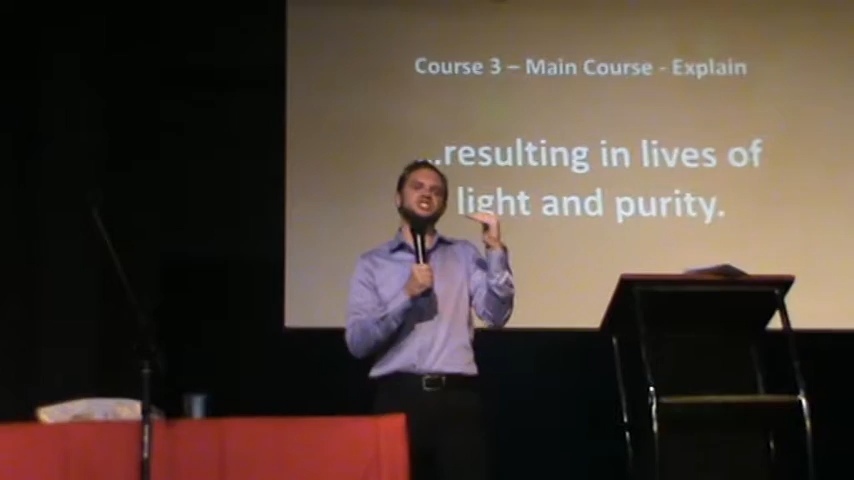 Course 3 – Main Course - Explain
...resulting in lives of
light and purity.